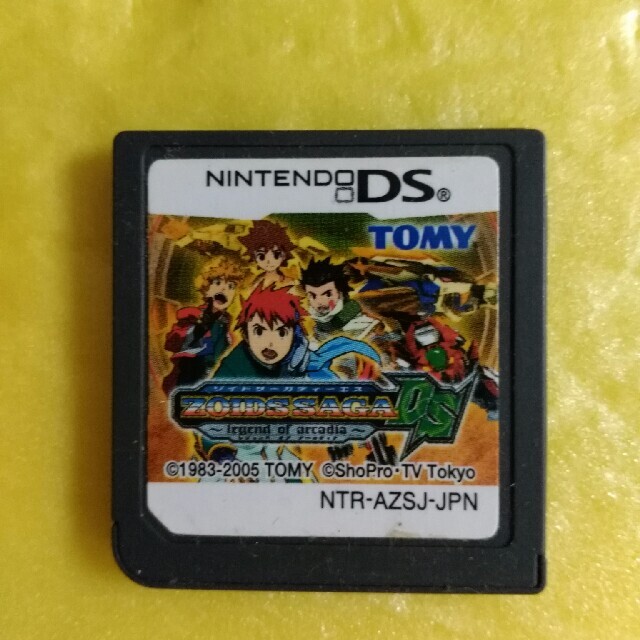 NINTENDO DS®
TOMY
ZOIDS SAGA DS
~legend of arcadia~
©1983-2005 TOMY ©ShoPro・TV Tokyo
NTR-AZSJ-JPN